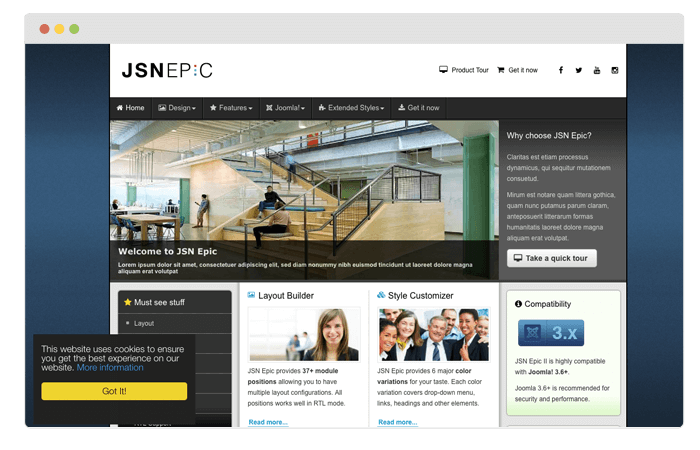 JSNEPIC
Product Tour
Get it now
Home
Design
Features
Joomla!
Extended Styles
Get it now
Welcome to JSN Epic
Lorem ipsum dolor sit amet, consectetuer adipiscing elit, sed diam nonummy nibh euismod tincidunt ut laoreet dolore magna
aliquam erat volutpat
Why choose JSN Epic?
Claritas est etiam processus
dynamicus, qui sequitur mutationem
consuetud.
Mirum est notare quam littera gothica,
quam nunc putamus parum claram,
anteposuerit litterarum formas
humanitatis laoreet dolore magna
aliquam erat volutpat.
Take a quick tour
Must see stuff
Layout
This website uses cookies to ensure
you get the best experience on our
website. More information
Got It!
Layout Builder
JSN Epic provides 37+ module
positions allowing you to have
multiple layout configurations. All
positions works well in RTL mode.
Read more...
Style Customizer
JSN Epic provides 6 major color
variations for your taste. Each color
variation covers drop-down menu,
links, headings and other elements.
Read more...
Compatibility
3.x
JSN Epic II is highly compatible
with Joomla! 3.6+.
Joomla 3.6+ is recommended for
security and performance.